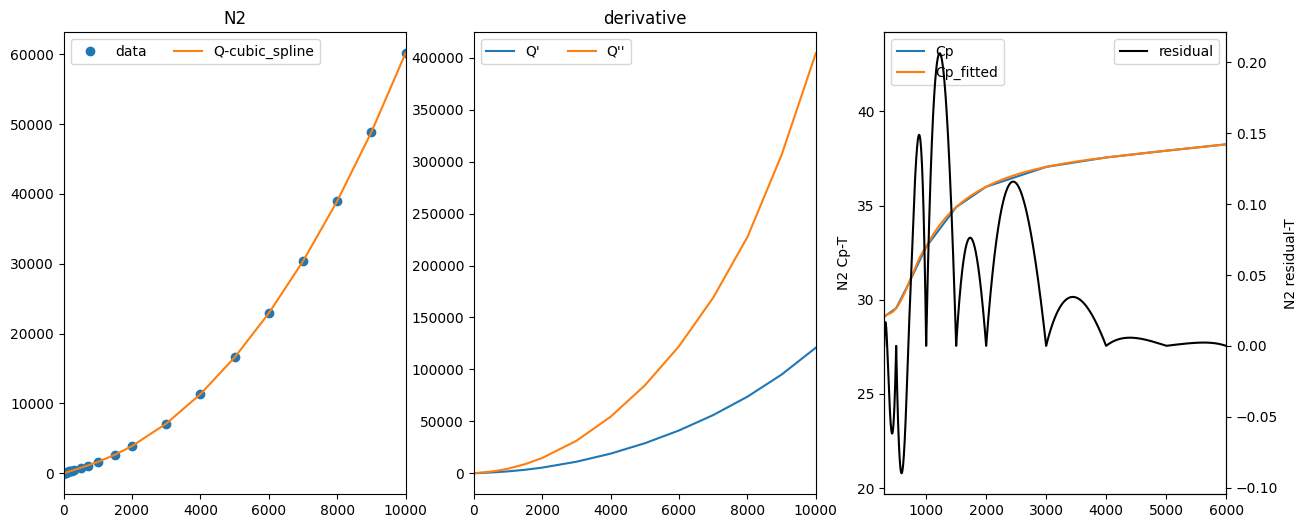 N2
data
Q-cubic_spline
60000
50000
40000
30000
20000
10000
0
0 2000 4000 6000 8000 10000
derivative
Q'
Q''
400000
350000
300000
250000
200000
150000
100000
50000
0
0 2000 4000 6000 8000 10000
Cp
Cp_fitted
residual
N2 Cp-T
40
35
30
25
20
1000 2000 3000 4000 5000 6000
0.20
0.15
0.10
0.05
0.00
−0.05
−0.10
N2 residual-T